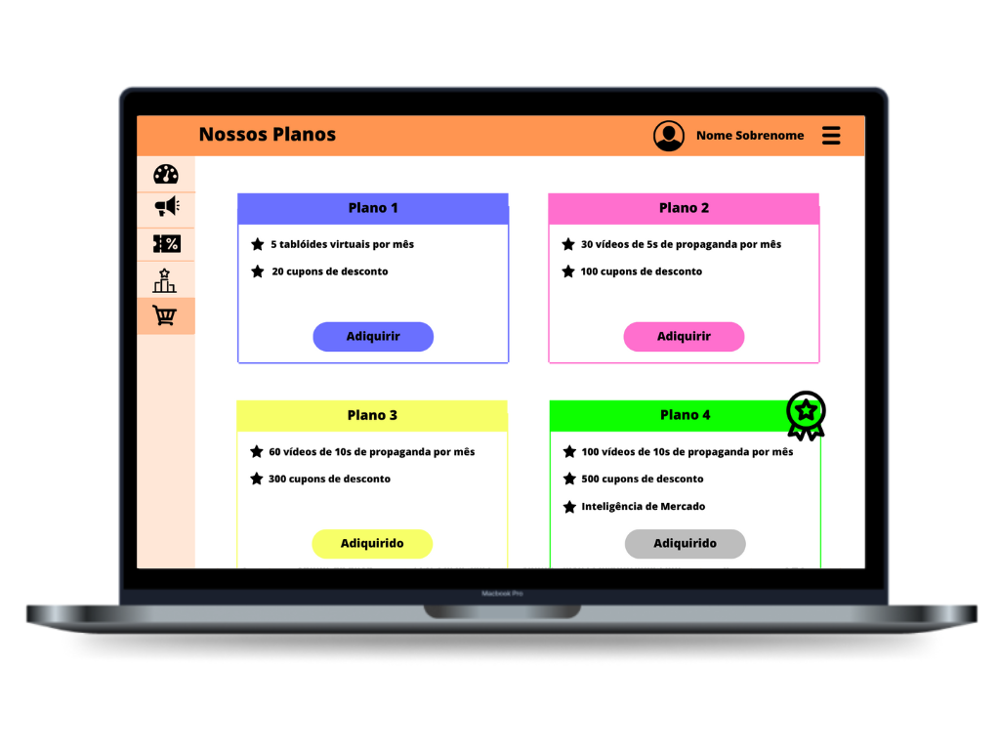 Nossos Planos
Nome Sobrenome
%
Plano 1
5 tablóides virtuais por mês
20 cupons de desconto
Adiquirir
Plano 2
30 vídeos de 5s de propaganda por mês
100 cupons de desconto
Adiquirir
Plano 3
60 vídeos de 10s de propaganda por mês
300 cupons de desconto
Adiquirido
Plano 4
100 vídeos de 10s de propaganda por mês
500 cupons de desconto
Inteligência de Mercado
Adiquirido
Macbook Pro